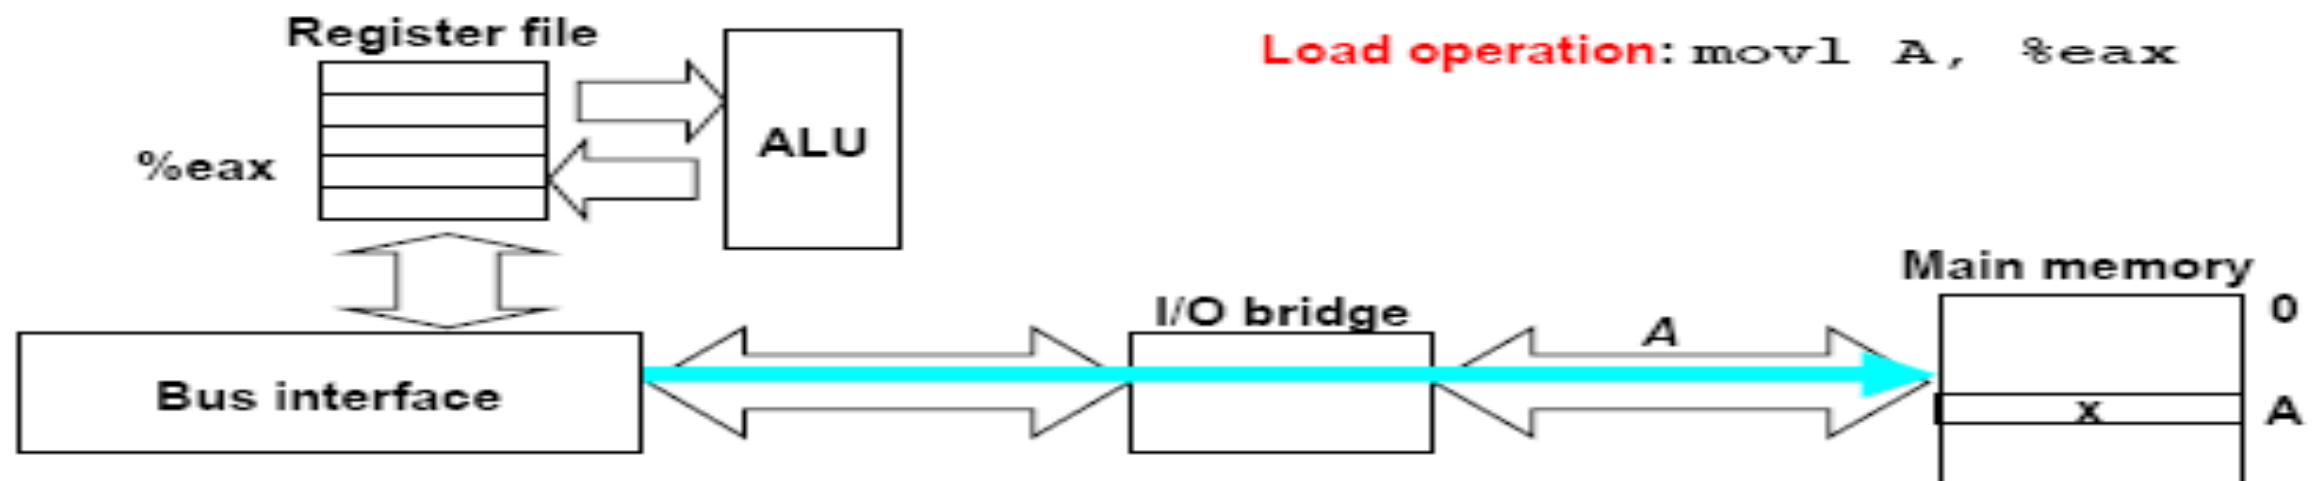 Register file
Load operation: movl A, %eax
ALU
%eax
Main memory
I/O bridge
0
A
Bus interface
x
A